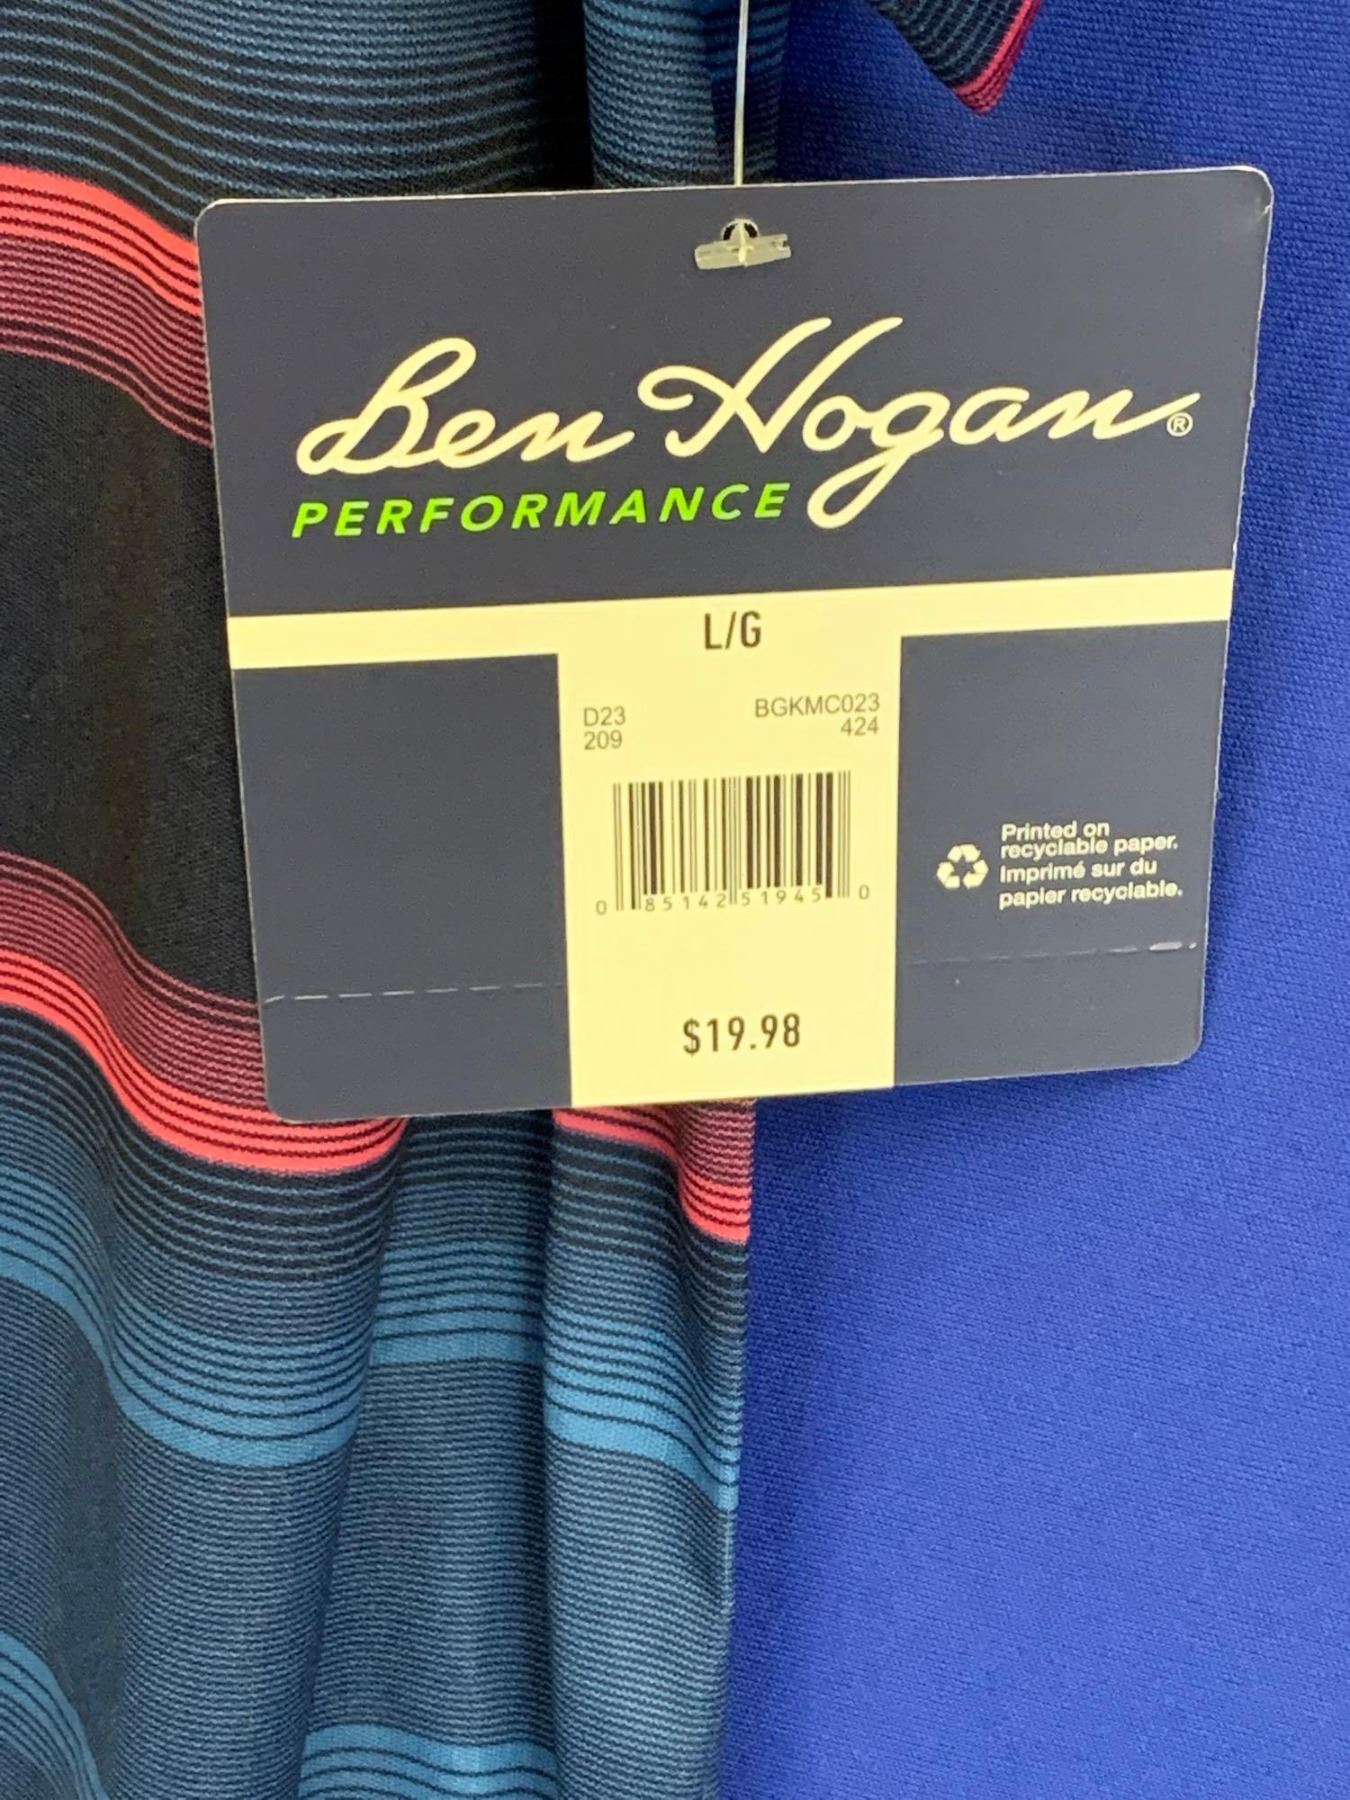 Ben Hogan®
PERFORMANCE
L/G
D23 BGKMC023
209 424
0 85142 51945 0
Printed on
recyclable paper.
Imprimé sur du
papier recyclable.
$19.98